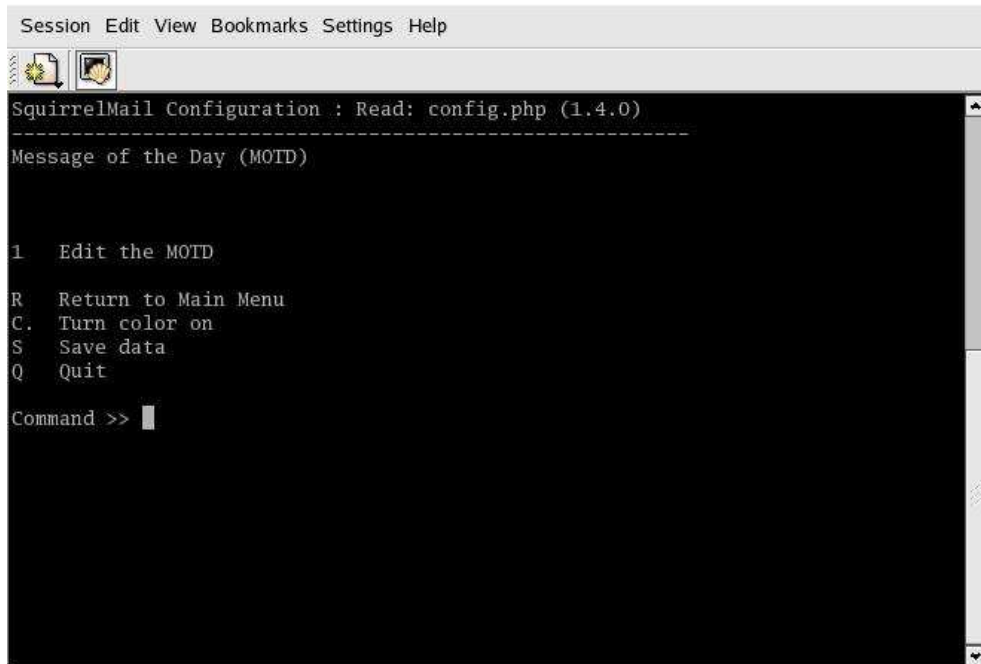 Session Edit View Bookmarks Settings Help
SquirrelMail Configuration : Read: config.php (1.4.0)
---------------------------------------------------------
Message of the Day (MOTD)
1 Edit the MOTD
R Return to Main Menu
C. Turn color on
S Save data
Q Quit
Command >>